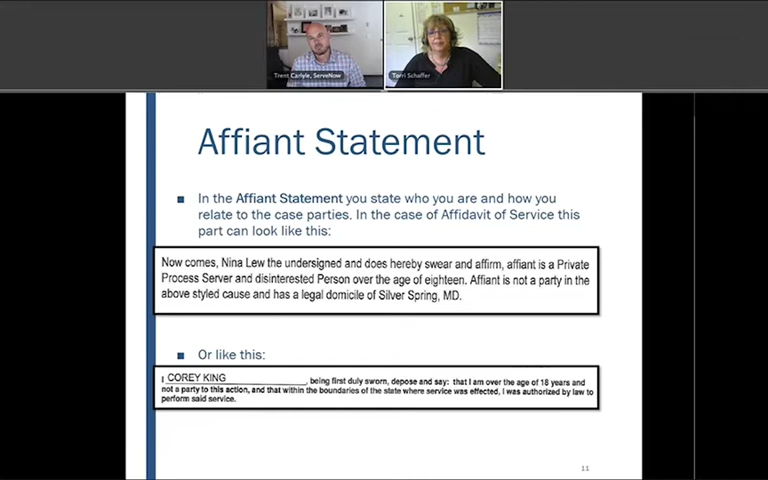 Trent Carlyle, ServeNow
Torri Schaffer
Affiant Statement
In the Affiant Statement you state who you are and how you
relate to the case parties. In the case of Affidavit of Service this
part can look like this:
Now comes, Nina Lew the undersigned and does hereby swear and affirm, affiant is a Private
Process Server and disinterested Person over the age of eighteen. Affiant is not a party in the
above styled cause and has a legal domicile of Silver Spring, MD.
Or like this:
I COREY KING, being first duly sworn, depose and say: that I am over the age of 18 years and
not a party to this action, and that within the boundaries of the state where service was effected, I was authorized by law to
perform said service.
11